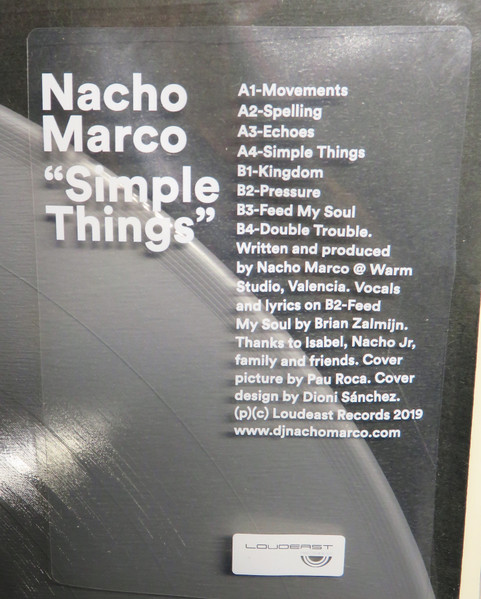 Nacho
Marco
“Simple
Things”
A1-Movements
A2-Spelling
A3-Echoes
A4-Simple Things
B1-Kingdom
B2-Pressure
B3-Feed My Soul
B4-Double Trouble.
Written and produced
by Nacho Marco @ Warm
Studio, Valencia. Vocals
and lyrics on B2-Feed
My Soul by Brian Zalmijn.
Thanks to Isabel, Nacho Jr,
family and friends. Cover
picture by Pau Roca. Cover
design by Dioni Sánchez.
(p)(c) Loudeast Records 2019
www.djnachomarco.com
LOUDEAST